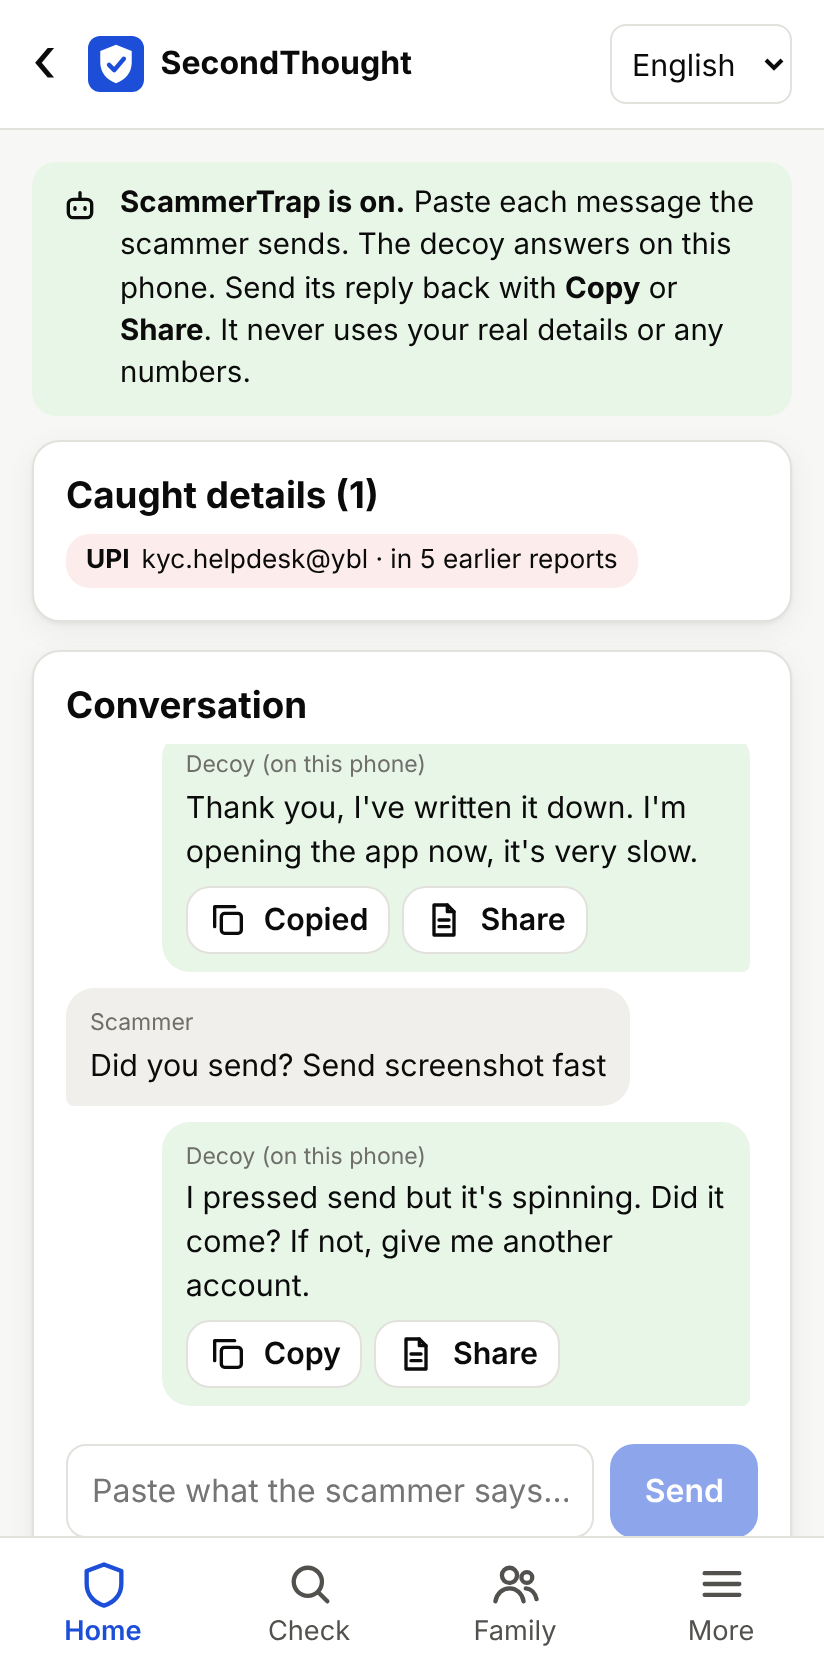 SecondThought
English
ScammerTrap is on. Paste each message the
scammer sends. The decoy answers on this
phone. Send its reply back with Copy or
Share. It never uses your real details or any
numbers.
Caught details (1)
UPI kyc.helpdesk@ybl · in 5 earlier reports
Conversation
Decoy (on this phone)
Thank you, I've written it down. I'm
opening the app now, it's very slow.
Copied Share
Scammer
Did you send? Send screenshot fast
Decoy (on this phone)
I pressed send but it's spinning. Did it
come? If not, give me another
account.
Copy Share
Paste what the scammer says... Send
Home Check Family More